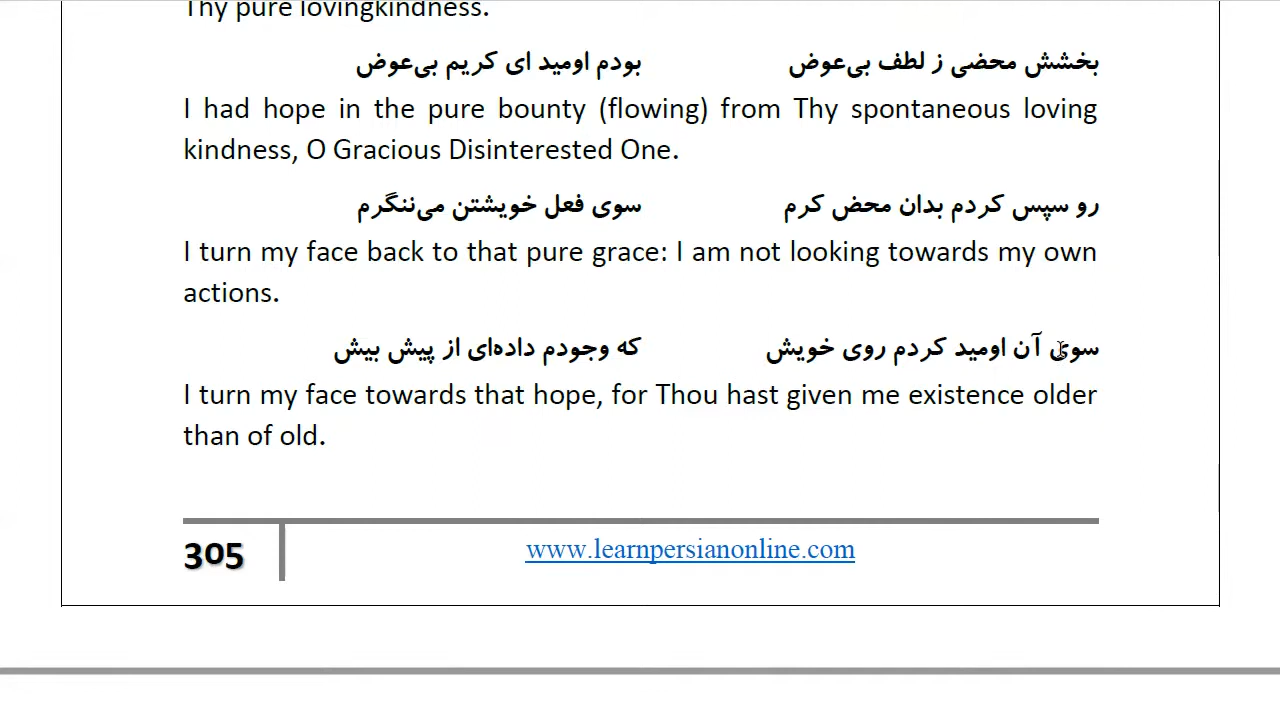 Thy pure lovingkindness.
بخشش محضی ز لطف بی‌عوض بودم اومید ای کریم بی‌عوض
I had hope in the pure bounty (flowing) from Thy spontaneous loving
kindness, O Gracious Disinterested One.
رو سپس کردم بدان محض کرم سوی فعل خویشتن می‌ننگرم
I turn my face back to that pure grace: I am not looking towards my own
actions.
سوی آن اومید کردم روی خویش که وجودم داده‌ای از پیش بیش
I turn my face towards that hope, for Thou hast given me existence older
than of old.
305 www.learnpersianonline.com